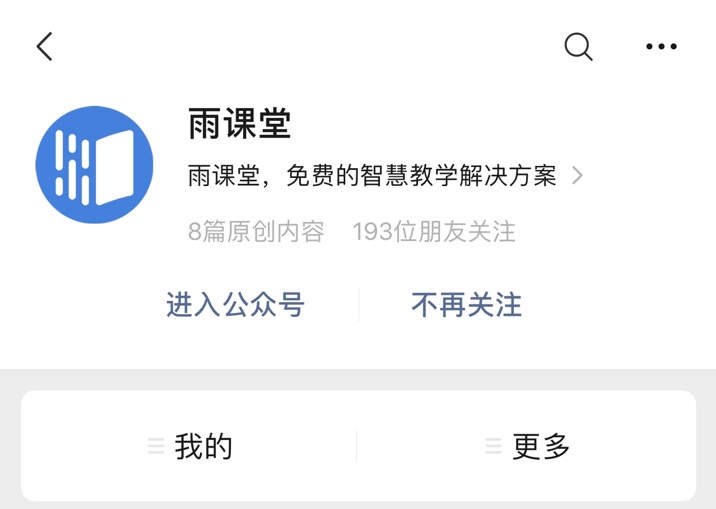 雨课堂
雨课堂，免费的智慧教学解决方案
8篇原创内容 193位朋友关注
进入公众号 不再关注
我的 更多